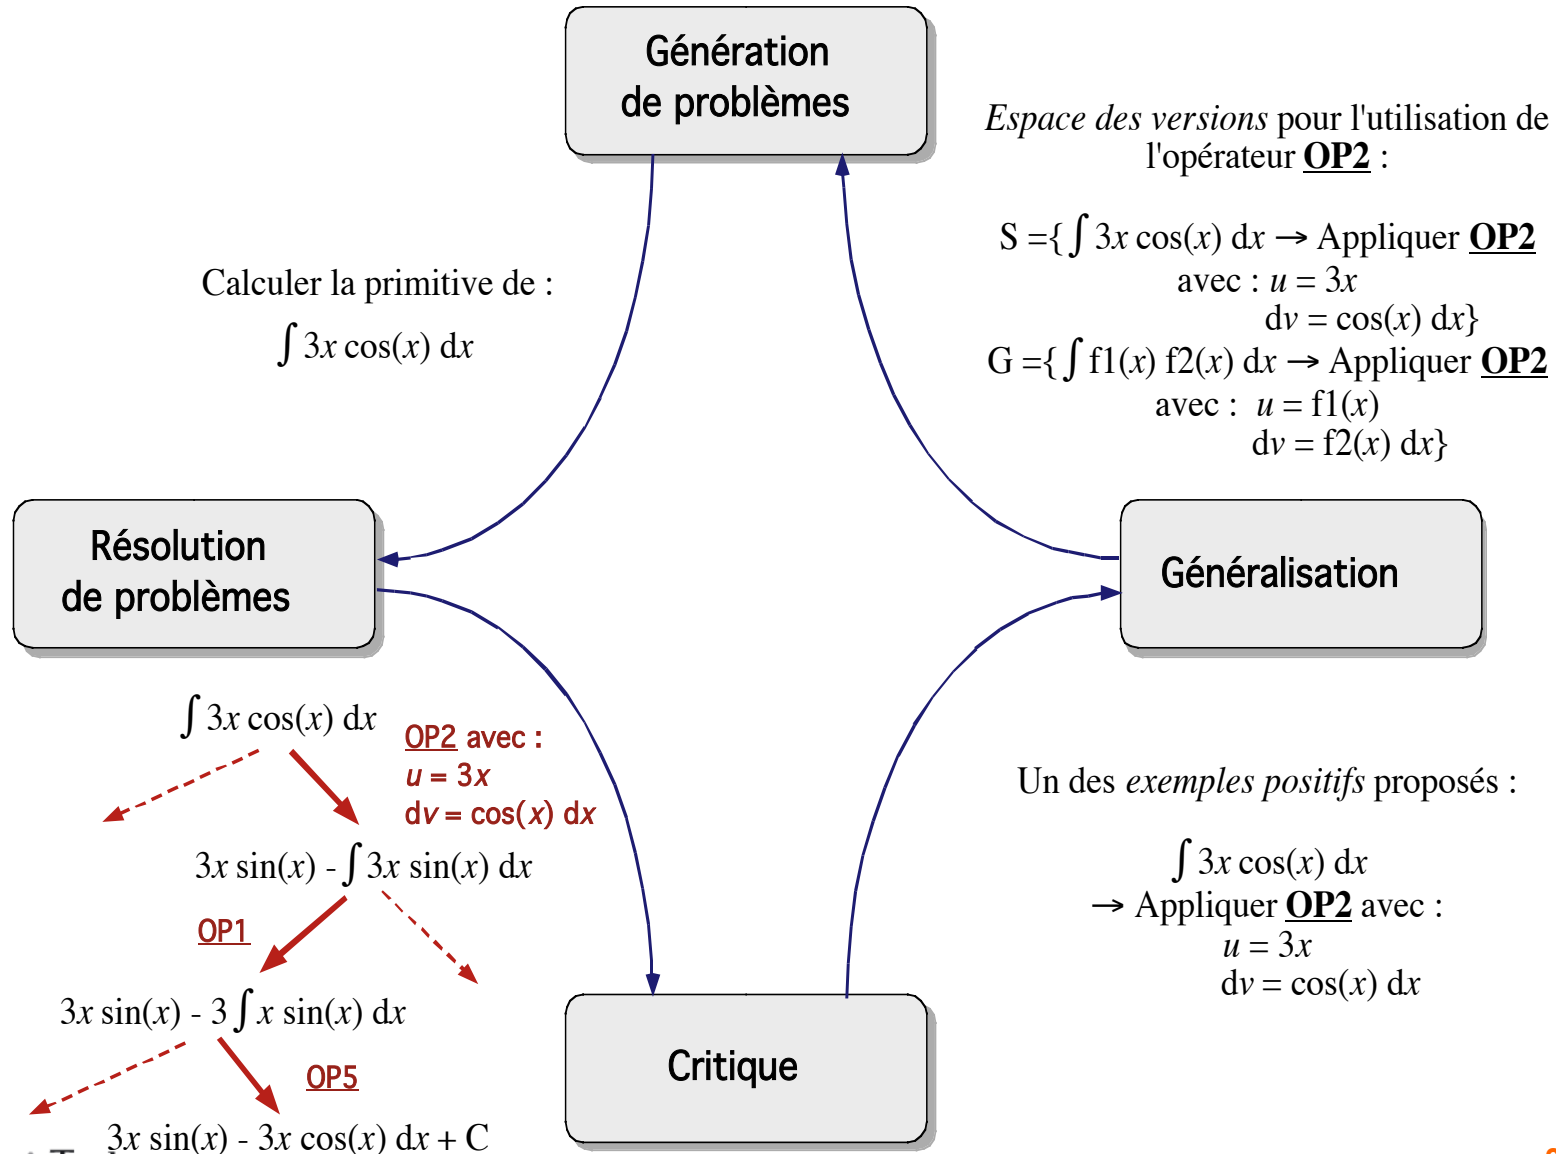 Génération
de problèmes
Espace des versions pour l'utilisation de
l'opérateur OP2 :
S ={ ∫ 3x cos(x) dx → Appliquer OP2
avec : u = 3x
dv = cos(x) dx}
G ={ ∫ f1(x) f2(x) dx → Appliquer OP2
avec : u = f1(x)
dv = f2(x) dx}
Calculer la primitive de :
∫ 3x cos(x) dx
Résolution
de problèmes
Généralisation
∫ 3x cos(x) dx
OP2 avec :
u = 3x
dv = cos(x) dx
3x sin(x) - ∫ 3x sin(x) dx
OP1
3x sin(x) - 3 ∫ x sin(x) dx
OP5
3x sin(x) - 3x cos(x) dx + C
Un des exemples positifs proposés :
∫ 3x cos(x) dx
→ Appliquer OP2 avec :
u = 3x
dv = cos(x) dx
Critique